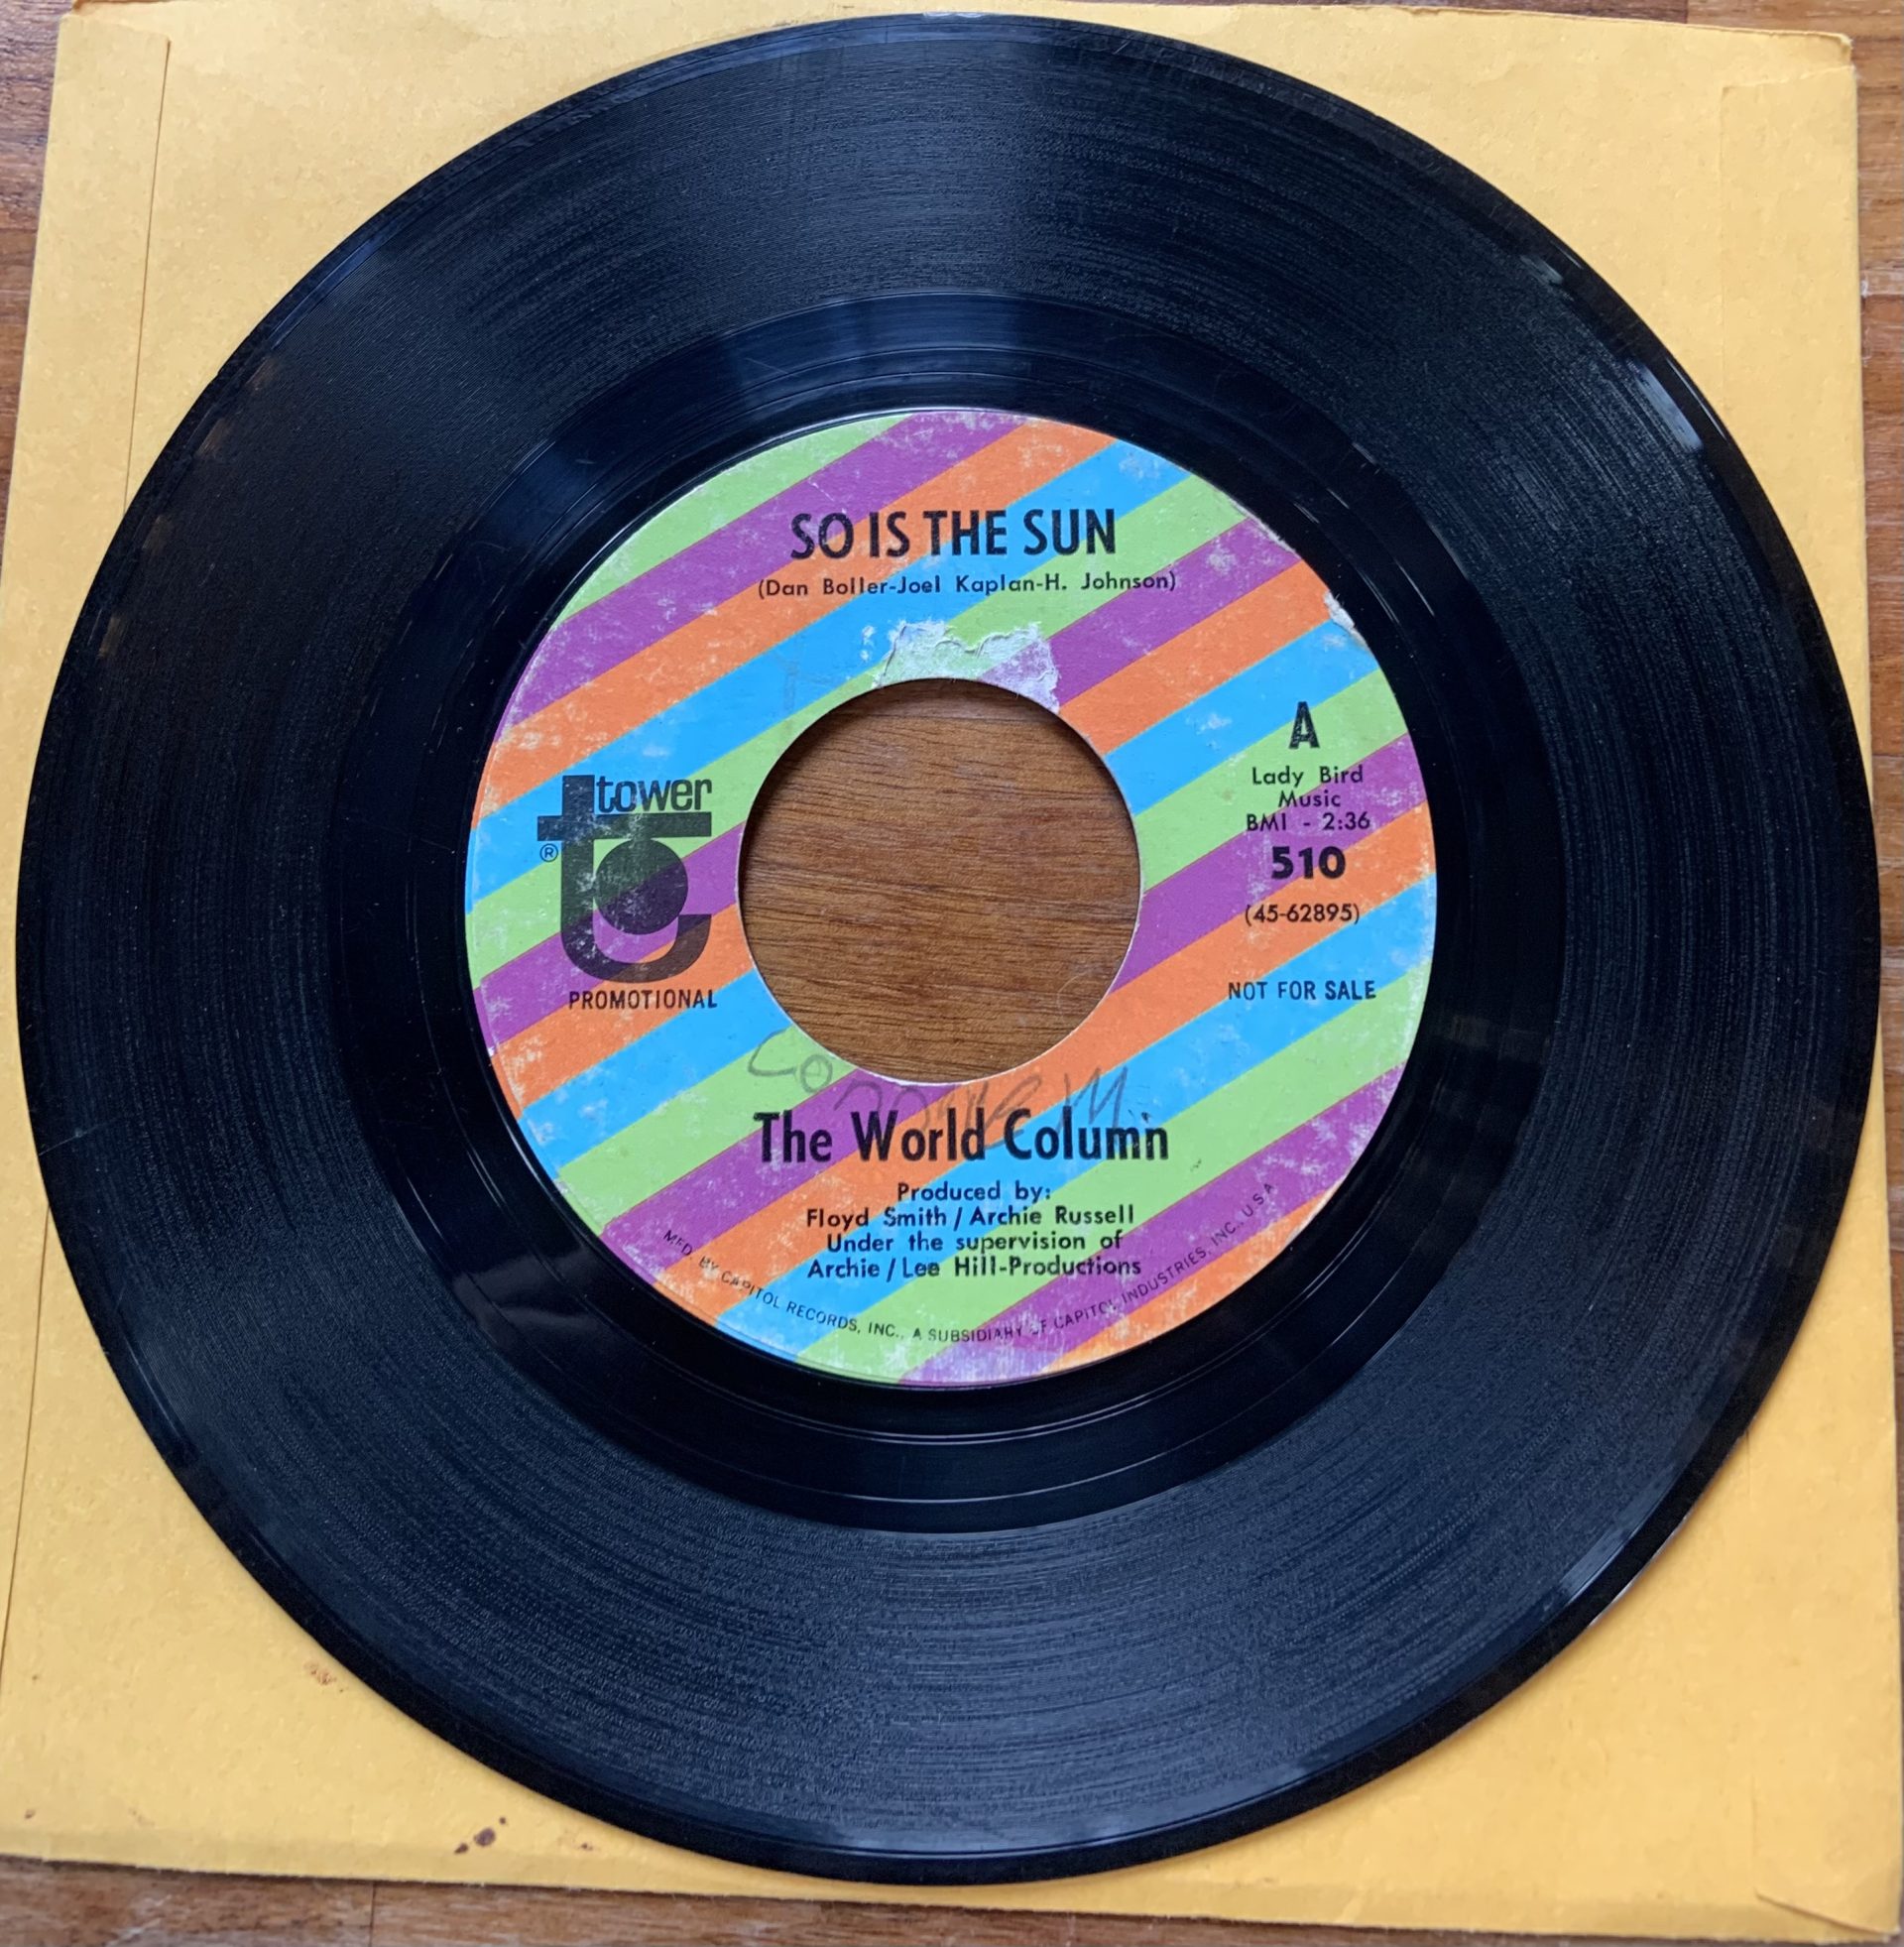 SO IS THE SUN
(Dan Boller-Joel Kaplan-H. Johnson)
tower
®
PROMOTIONAL
A
Lady Bird
Music
BMI - 2:36
510
(45-62895)
NOT FOR SALE
The World Column
Produced by:
Floyd Smith / Archie Russell
Under the supervision of
Archie / Lee Hill-Productions
MFD. BY CAPITOL RECORDS, INC., A SUBSIDIARY OF CAPITOL INDUSTRIES, INC., U.S.A.